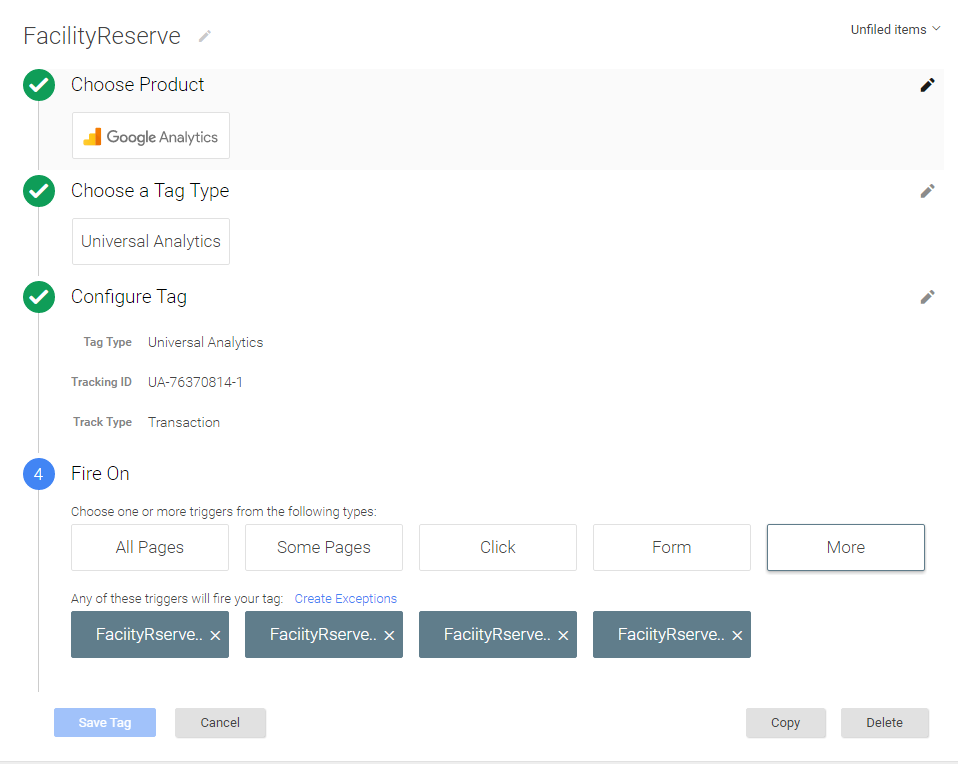 FacilityReserve
Unfiled items
Choose Product
Google Analytics
Choose a Tag Type
Universal Analytics
Configure Tag
Tag Type Universal Analytics
Tracking ID UA-76370814-1
Track Type Transaction
4 Fire On
Choose one or more triggers from the following types:
All Pages Some Pages Click Form More
Any of these triggers will fire your tag: Create Exceptions
FaciityRserve.. × FaciityRserve.. × FaciityRserve.. × FaciityRserve.. ×
Save Tag Cancel Copy Delete